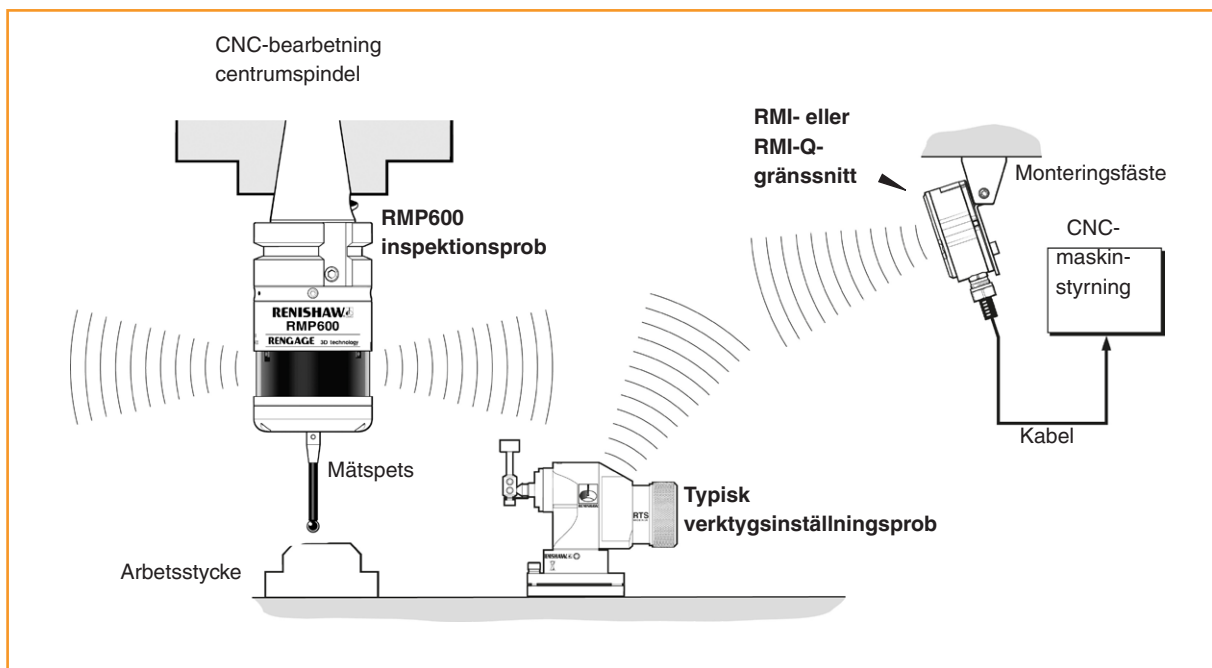 CNC-bearbetning
centrumspindel
RMI- eller
RMI-Q-
gränssnitt
Monteringsfäste
RMP600
inspektionsprob
CNC-
maskin-
styrning
RENISHAW
RMP600
RENGAGE 3D technology
Kabel
Mätspets
Typisk
verktygsinställningsprob
RTS
RENISHAW
Arbetsstycke